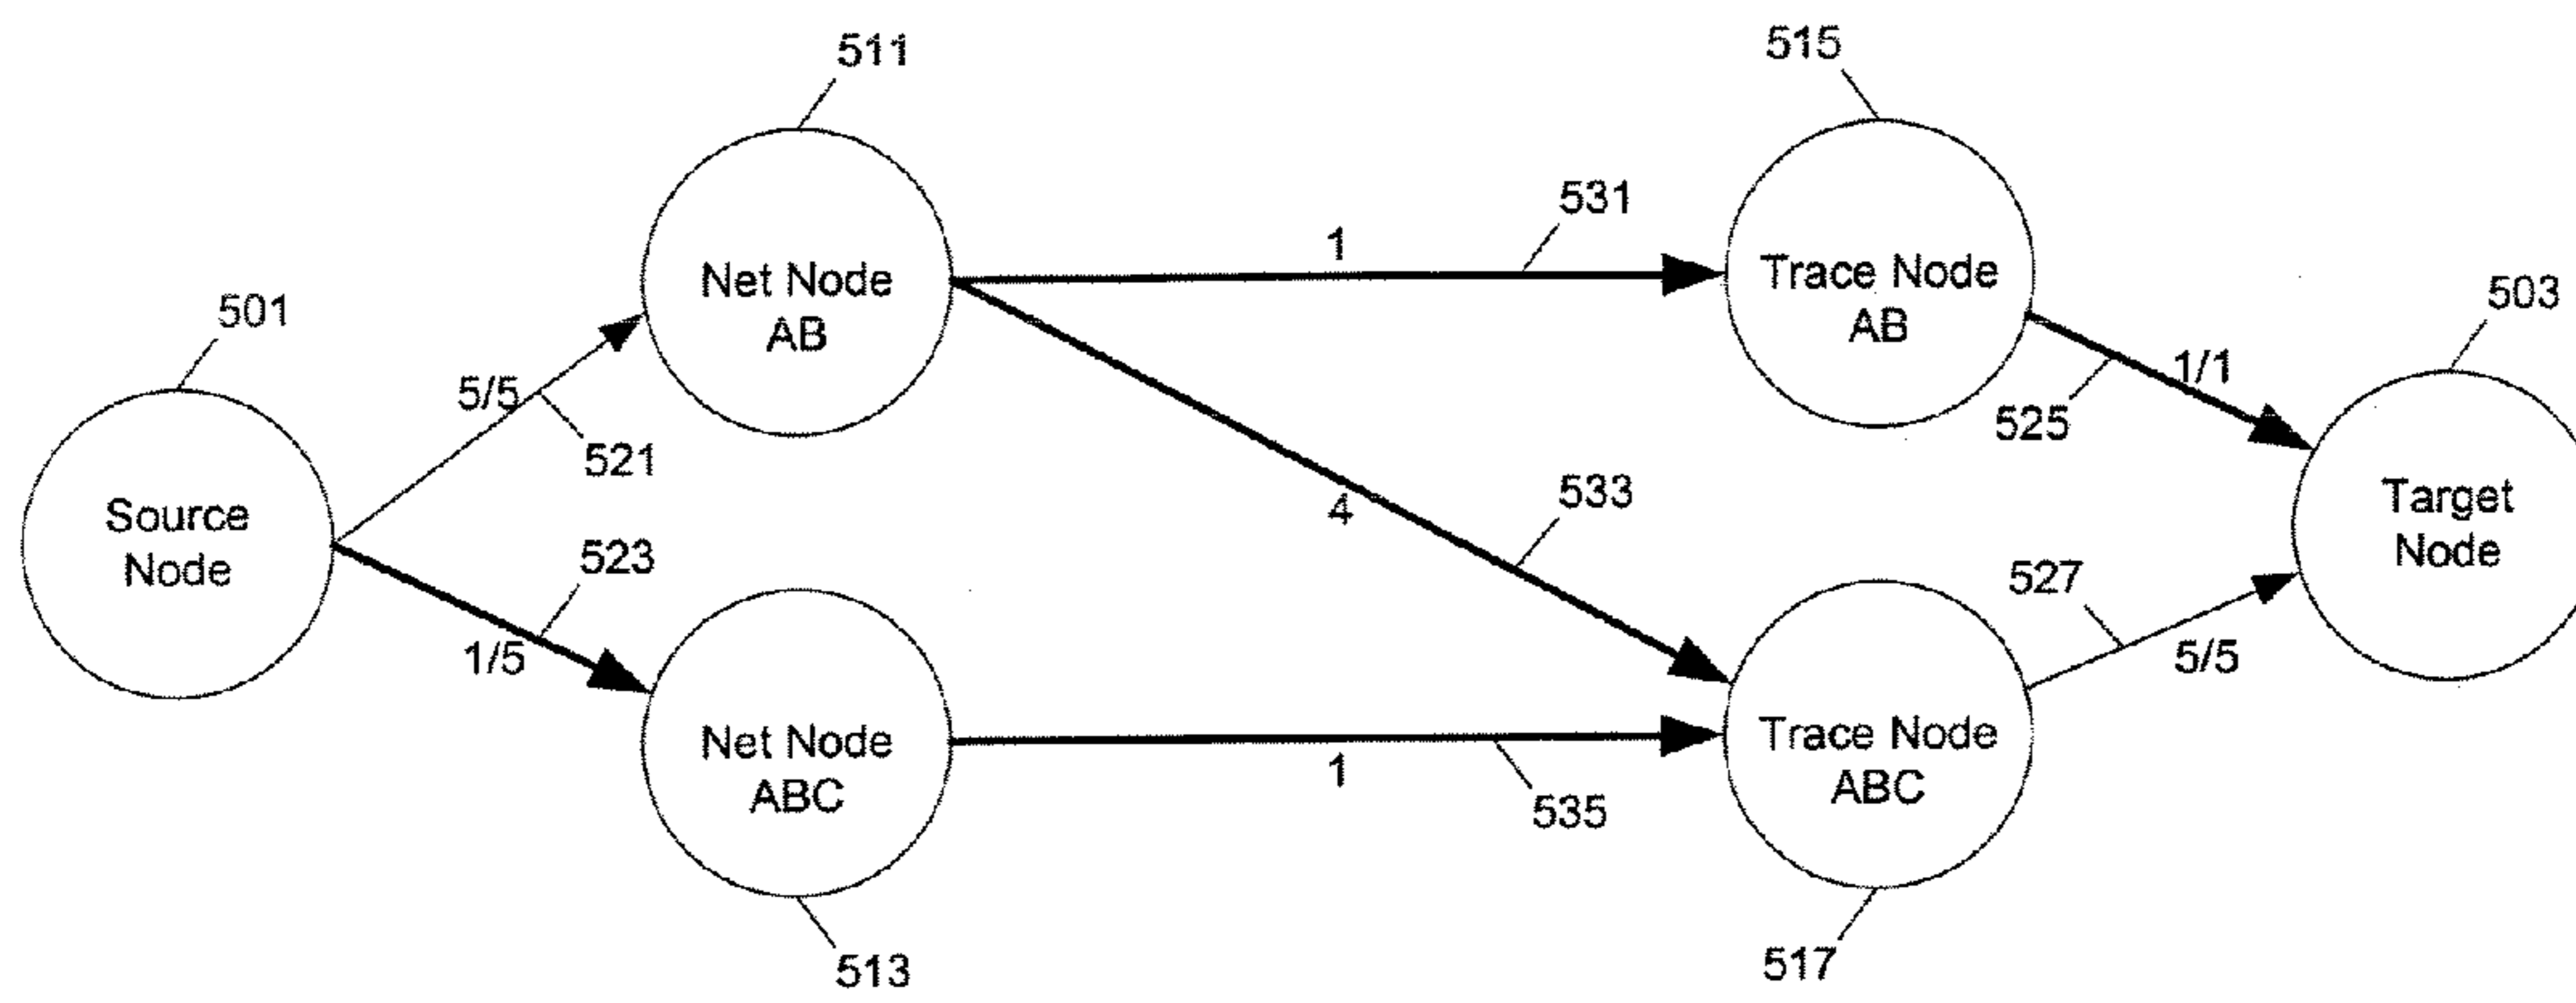 511
515
531
1
503
501
Net Node
AB
Trace Node
AB
5/5
521
1/1
525
533
4
Source
Node
523
1/5
Target
Node
527
5/5
Net Node
ABC
1
535
Trace Node
ABC
513
517